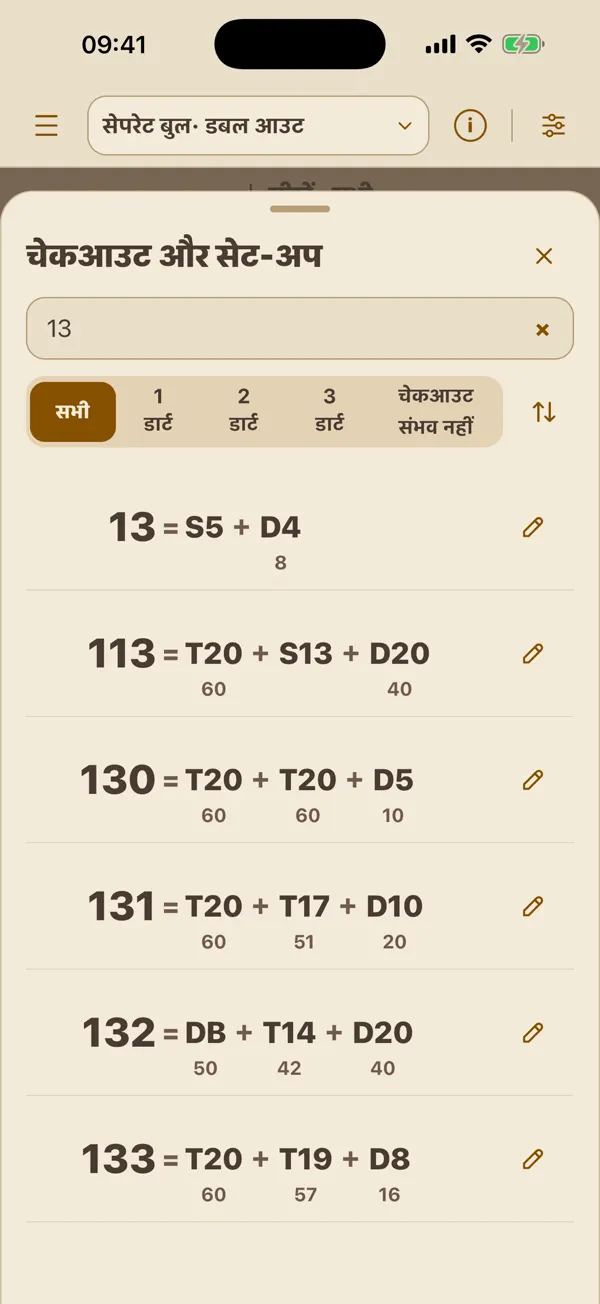 09:41
सेपरेट बुल· डबल आउट
चेकआउट और सेट-अप
13
सभी
1 डार्ट
2 डार्ट
3 डार्ट
चेकआउट संभव नहीं
13 = S5 + D4
8
113 = T20 + S13 + D20
60 40
130 = T20 + T20 + D5
60 60 10
131 = T20 + T17 + D10
60 51 20
132 = DB + T14 + D20
50 42 40
133 = T20 + T19 + D8
60 57 16